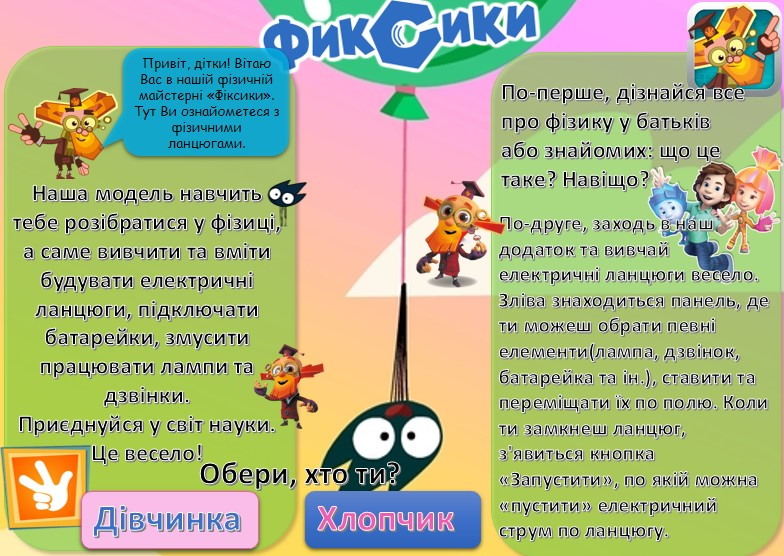 ФИКСИКИ
Привіт, дітки! Вітаю
Вас в нашій фізичній
майстерні «Фіксики».
Тут Ви ознайометеся з
фізичними
ланцюгами.
Наша модель навчить
тебе розібратися у фізиці,
а саме вивчити та вміти
будувати електричні
ланцюги, підключати
батарейки, змусити
працювати лампи та
дзвінки.
Приєднуйся у світ науки.
Це весело!
По-перше, дізнайся все
про фізику у батьків
або знайомих: що це
таке? Навіщо?
По-друге, заходь в наш
додаток та вивчай
електричні ланцюги весело.
Зліва знаходиться панель, де
ти можеш обрати певні
елементи(лампа, дзвінок,
батарейка та ін.), ставити та
переміщати їх по полю. Коли
ти замкнеш ланцюг,
з'явиться кнопка
«Запустити», по якій можна
«пустити» електричний
струм по ланцюгу.
Обери, хто ти?
Дівчинка
Хлопчик